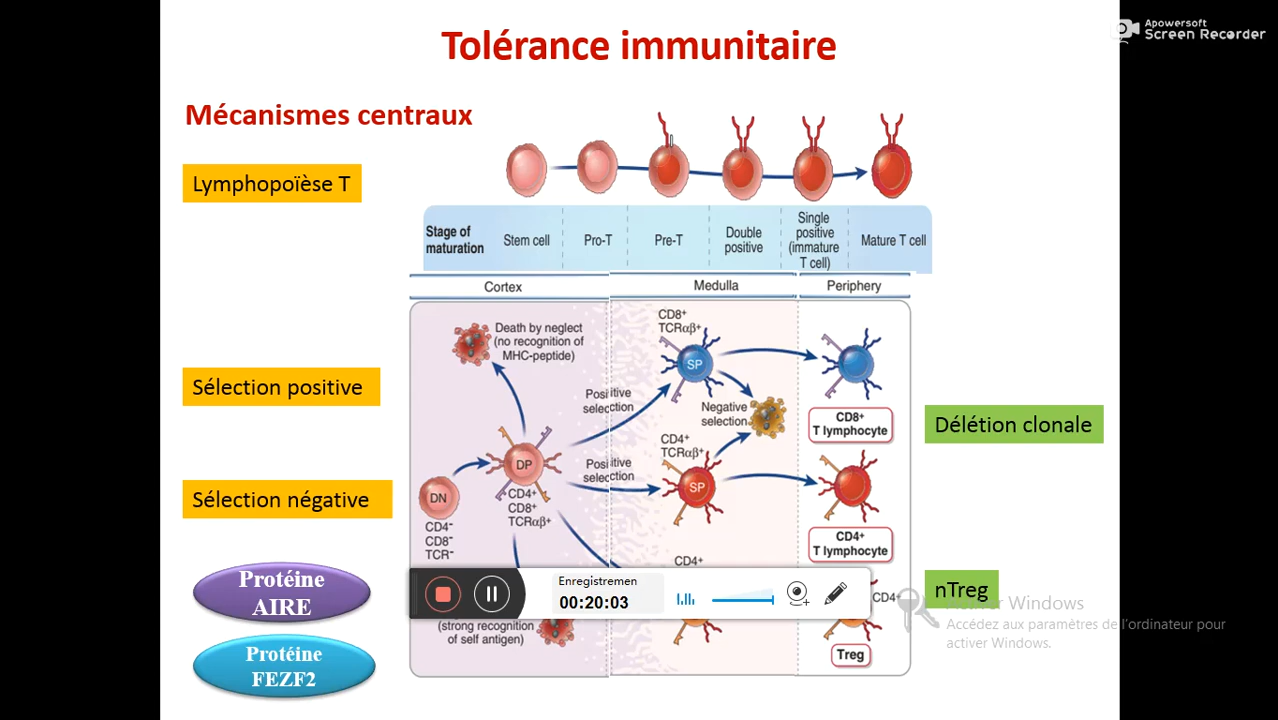 Tolérance immunitaire
Apowersoft
Screen Recorder
Mécanismes centraux
Lymphopoïèse T
Stage of
maturation
Stem cell
Pro-T
Pre-T
Double
positive
Single
positive
(immature
T cell)
Mature T cell
Cortex
Medulla
Periphery
Death by neglect
(no recognition of
MHC-peptide)
CD8+
TCRαβ+
SP
Sélection positive
Positive
selection
Negative
selection
CD8+
T lymphocyte
Délétion clonale
CD4+
TCRαβ+
DP
Positive
selection
SP
Sélection négative
DN
CD4+
CD8+
TCRαβ+
CD4-
CD8-
TCR-
CD4+
T lymphocyte
CD4+
Protéine
AIRE
Enregistremen
00:20:03
CD4+
nTreg
Activer Windows
Accédez aux paramètres de l'ordinateur pour
activer Windows.
(strong recognition
of self antigen)
Treg
Protéine
FEZF2